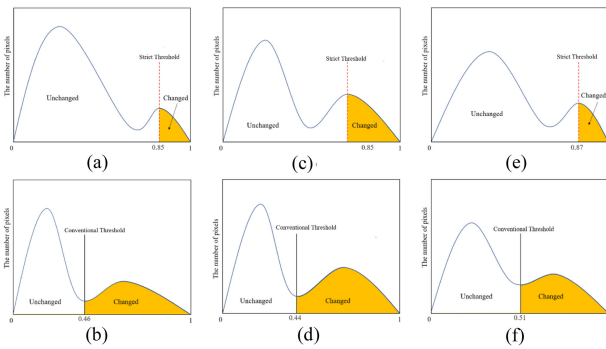 The number of pixels
Strict Threshold
Unchanged
Changed
0
0.85
1
(a)
The number of pixels
Strict Threshold
Unchanged
Changed
0
0.85
1
(c)
The number of pixels
Strict Threshold
Unchanged
Changed
0
0.87
(e)
The number of pixels
Conventional Threshold
Unchanged
Changed
0
0.46
1
(b)
The number of pixels
Conventional Threshold
Unchanged
Changed
0
0.44
1
(d)
The number of pixels
Conventional Threshold
Unchanged
Changed
0
0.51
(f)